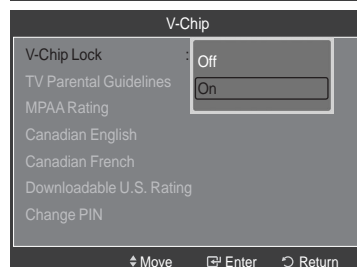 V-Chip
V-Chip Lock : Off
On
TV Parental Guidelines
MPAA Rating
Canadian English
Canadian French
Downloadable U.S. Rating
Change PIN
Move Enter Return